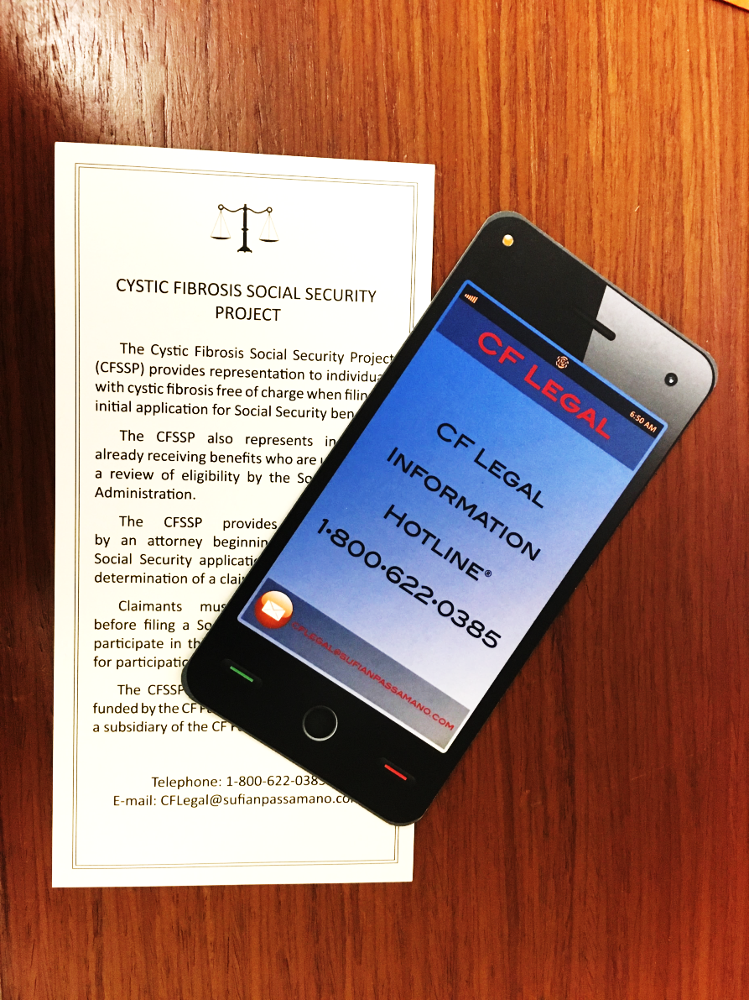 CYSTIC FIBROSIS SOCIAL SECURITY
PROJECT
The Cystic Fibrosis Social Security Project
(CFSSP) provides representation to
with cystic fibrosis free of charge when
initial application for Social Security
The CFSSP also represents
already receiving benefits who are
a review of eligibility by the
Administration.
The CFSSP provides
by an attorney beginning
Social Security
determination of a
Claimants
before filing a
participate in
for
The CFSSP
funded by the CF
a subsidiary of the CF
Telephone: 1-800-622-0385
E-mail: CFLegal@sufianpassamano.com
6:50 AM
CF LEGAL
CF LEGAL
INFORMATION
HOTLINE®
1·800·622·0385
CFLEGAL@SUFIANPASSAMANO.COM